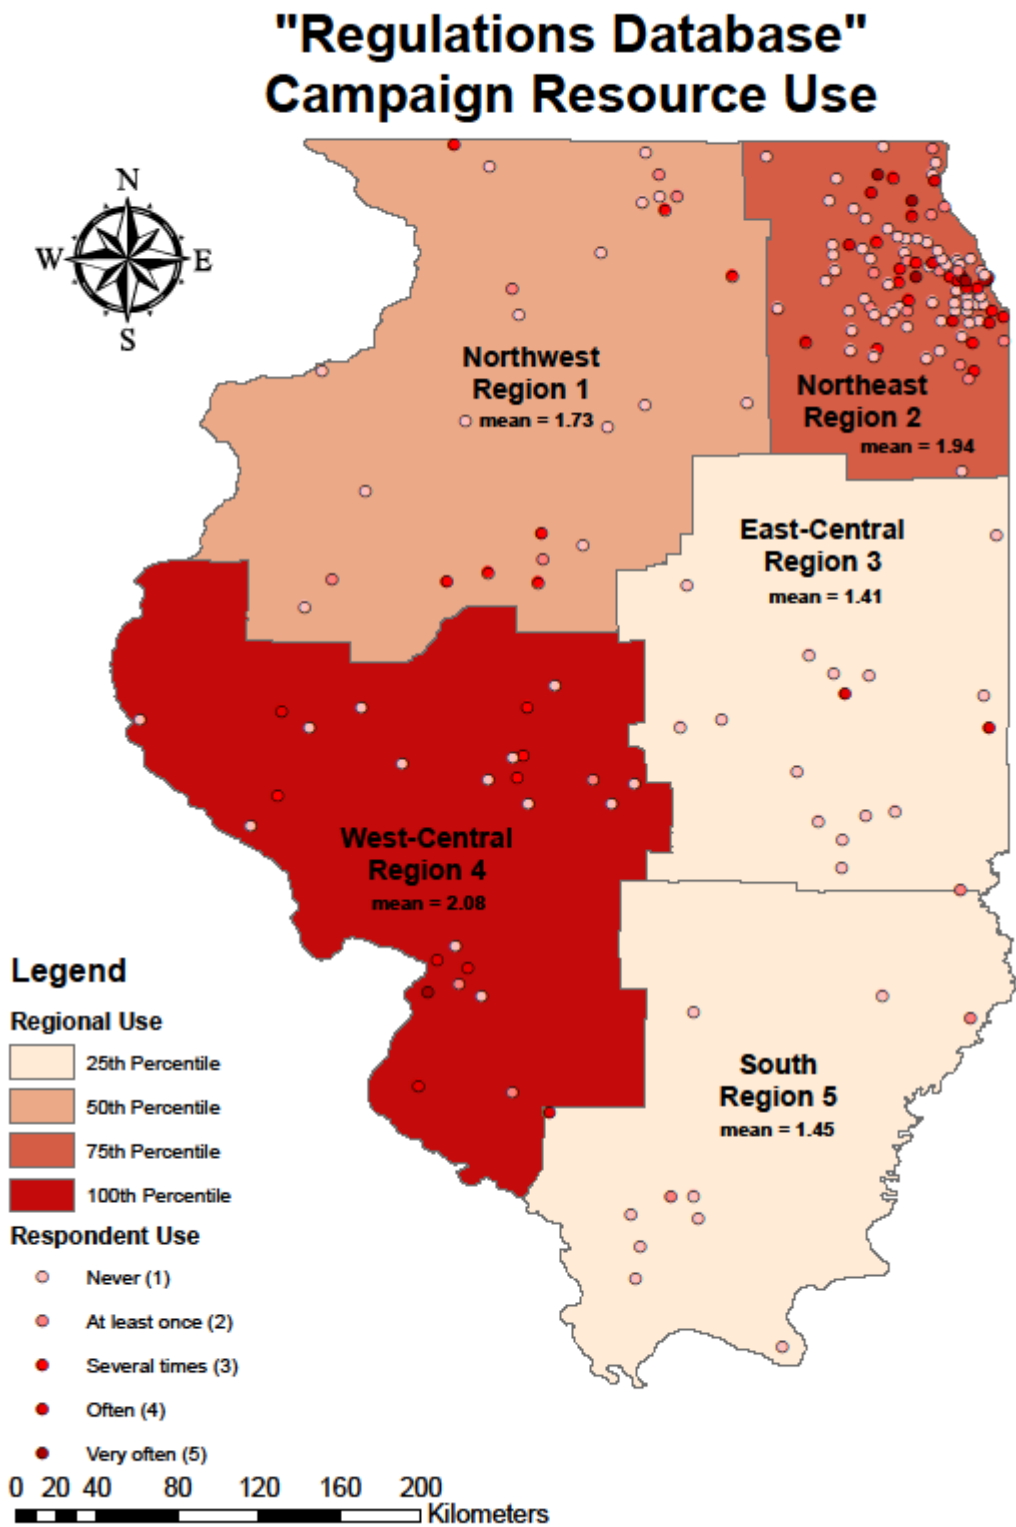 "Regulations Database"
Campaign Resource Use
N
W
E
S
Northwest
Region 1
mean = 1.73
Northeast
Region 2
mean = 1.94
East-Central
Region 3
mean = 1.41
West-Central
Region 4
mean = 2.08
South
Region 5
mean = 1.45
Legend
Regional Use
25th Percentile
50th Percentile
75th Percentile
100th Percentile
Respondent Use
Never (1)
At least once (2)
Several times (3)
Often (4)
Very often (5)
0 20 40 80 120 160 200
Kilometers